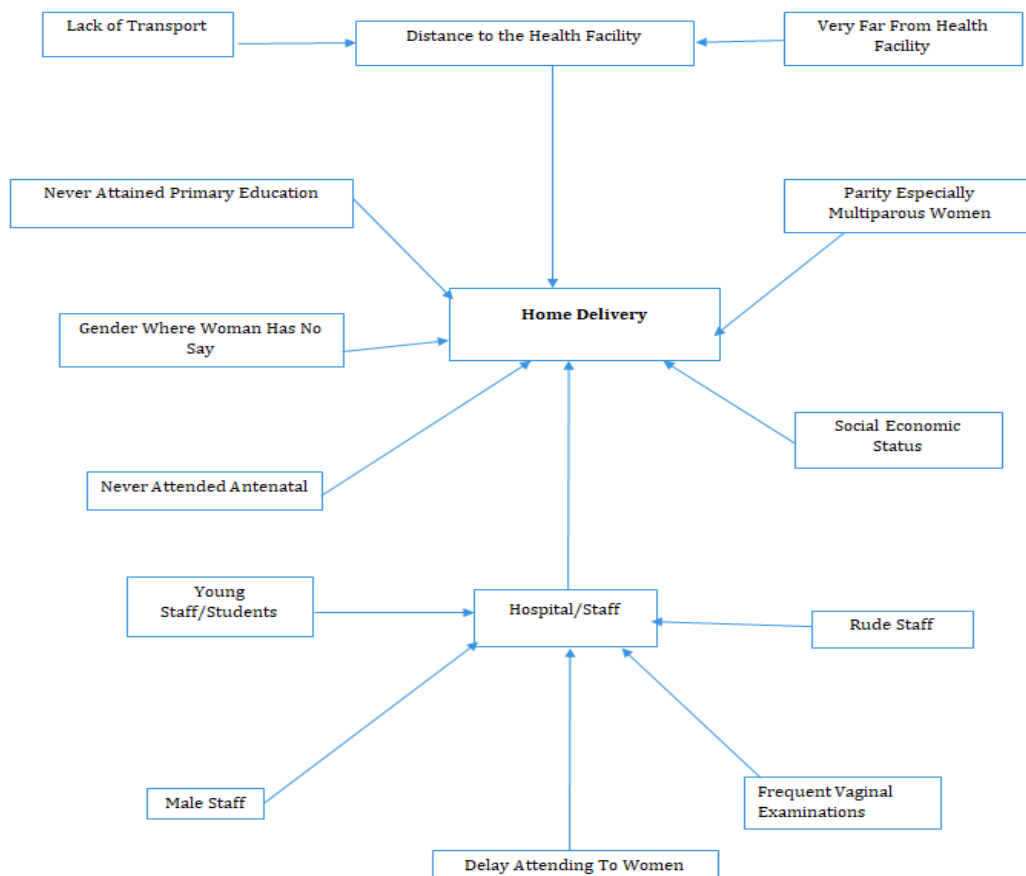 Lack of Transport
Distance to the Health Facility
Very Far From Health
Facility
Never Attained Primary Education
Parity Especially
Multiparous Women
Home Delivery
Gender Where Woman Has No
Say
Social Economic
Status
Never Attended Antenatal
Young
Staff/Students
Hospital/Staff
Rude Staff
Male Staff
Frequent Vaginal
Examinations
Delay Attending To Women